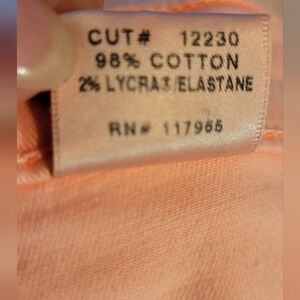 CUT# 12230
98% COTTON
2% LYCRA®/ELASTANE
RN# 117965